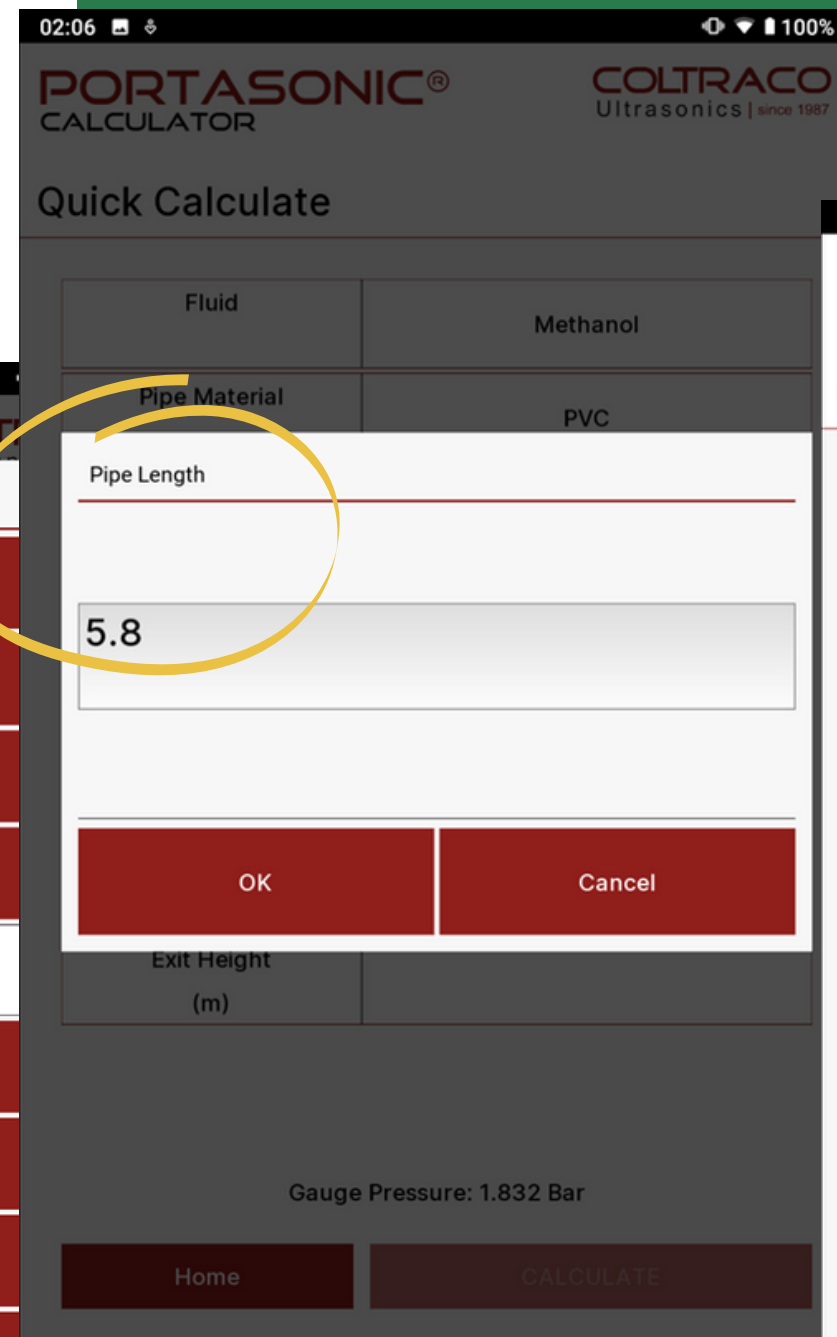 02:06
100%
PORTASONIC®
CALCULATOR
COLTRACO
Ultrasonics | since 1987
Quick Calculate
Fluid
Methanol
Pipe Material
PVC
Pipe Length
5.8
OK
Cancel
Exit Height
(m)
Gauge Pressure: 1.832 Bar
Home
CALCULATE